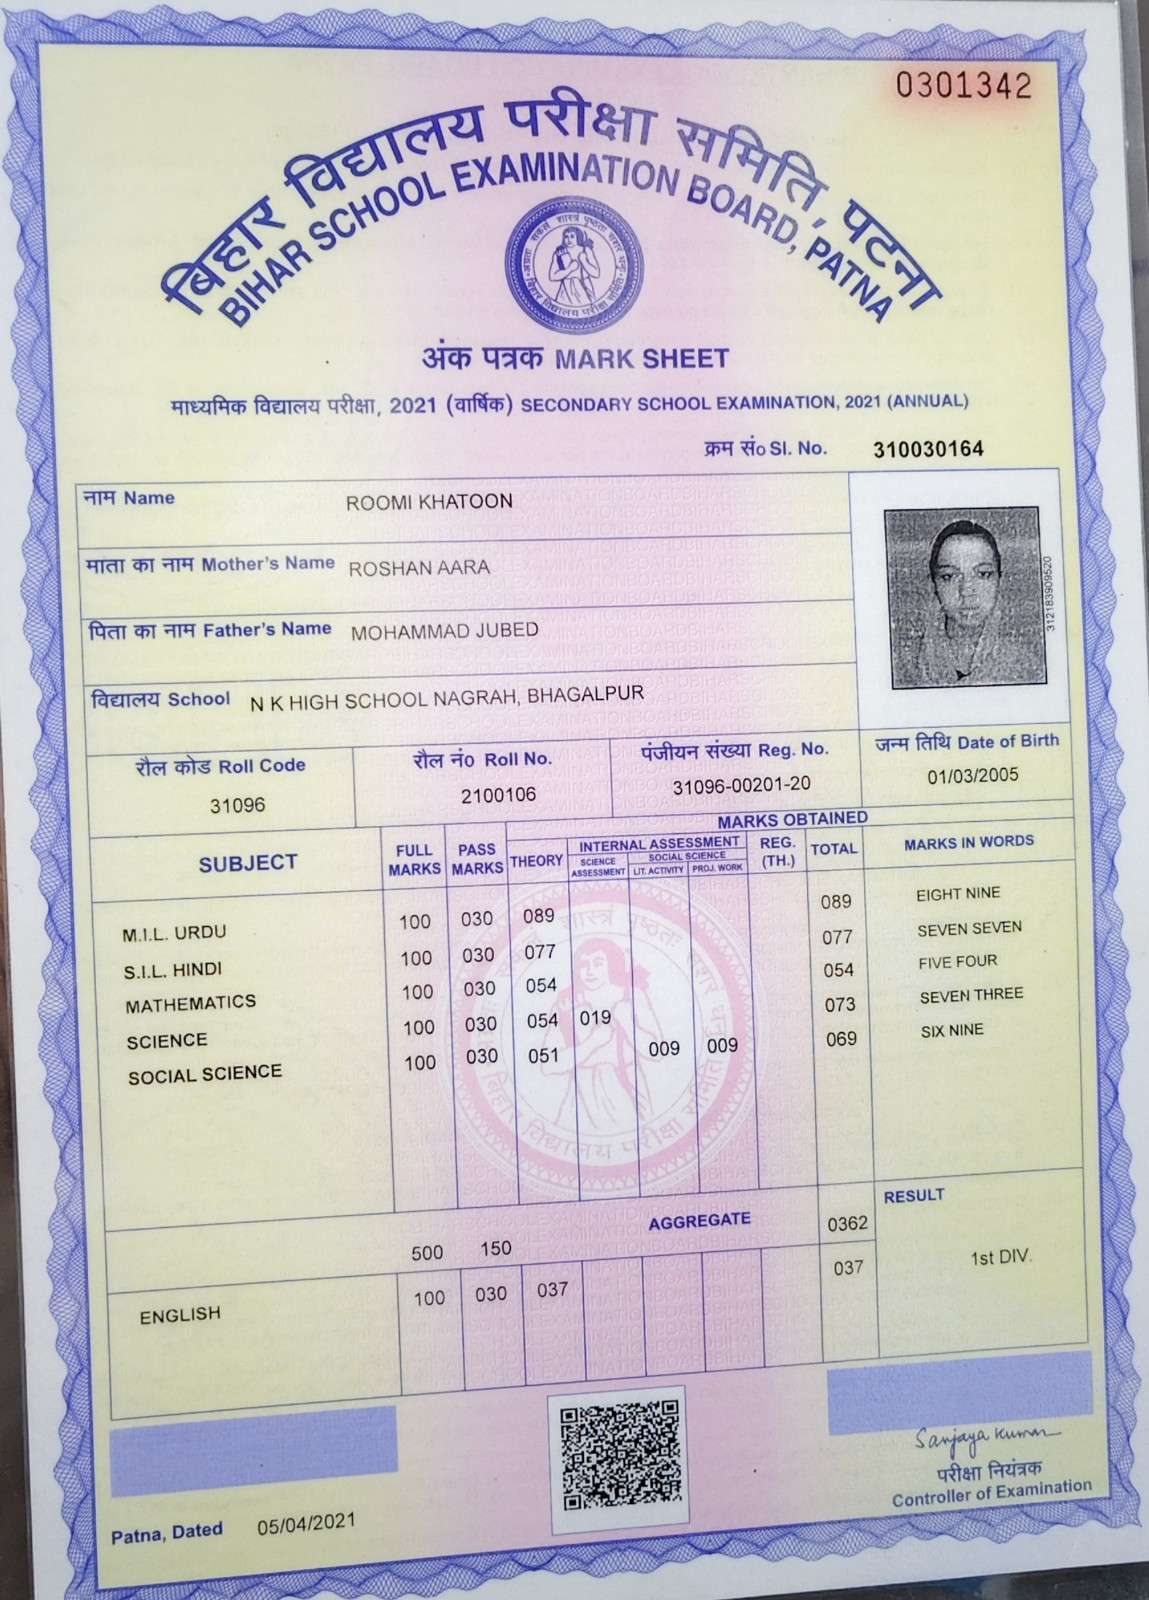 0301342
बिहार विद्यालय परीक्षा समिति, पटना
BIHAR SCHOOL EXAMINATION BOARD, PATNA
अंक पत्रक MARK SHEET
माध्यमिक विद्यालय परीक्षा, 2021 (वार्षिक) SECONDARY SCHOOL EXAMINATION, 2021 (ANNUAL)
क्रम सं० Sl. No. 310030164
नाम Name ROOMI KHATOON
माता का नाम Mother's Name ROSHAN AARA
पिता का नाम Father's Name MOHAMMAD JUBED
विद्यालय School N K HIGH SCHOOL NAGRAH, BHAGALPUR
312183909520
रौल कोड Roll Code रौल नं० Roll No. पंजीयन संख्या Reg. No. जन्म तिथि Date of Birth
31096 2100106 31096-00201-20 01/03/2005
MARKS OBTAINED
SUBJECT FULL MARKS PASS MARKS THEORY INTERNAL ASSESSMENT REG. (TH.) TOTAL MARKS IN WORDS
SCIENCE ASSESSMENT SOCIAL SCIENCE LIT. ACTIVITY PROJ. WORK
M.I.L. URDU 100 030 089 089 EIGHT NINE
S.I.L. HINDI 100 030 077 077 SEVEN SEVEN
MATHEMATICS 100 030 054 054 FIVE FOUR
SCIENCE 100 030 054 019 073 SEVEN THREE
SOCIAL SCIENCE 100 030 051 009 009 069 SIX NINE
500 150 AGGREGATE 0362 RESULT
1st DIV.
ENGLISH 100 030 037 037
Sanjaya Kumar
परीक्षा नियंत्रक
Controller of Examination
Patna, Dated 05/04/2021